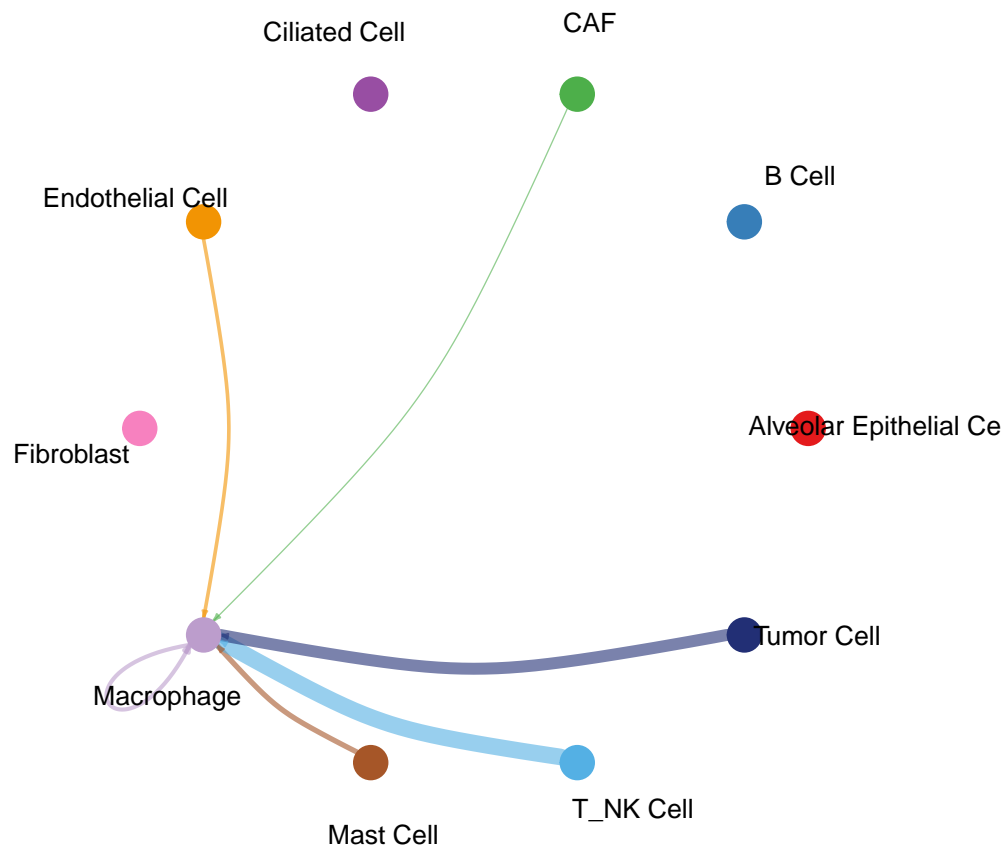 CAF
Ciliated Cell
B Cell
Endothelial Cell
Alveolar Epithelial Ce
Fibroblast
Tumor Cell
Macrophage
T_NK Cell
Mast Cell